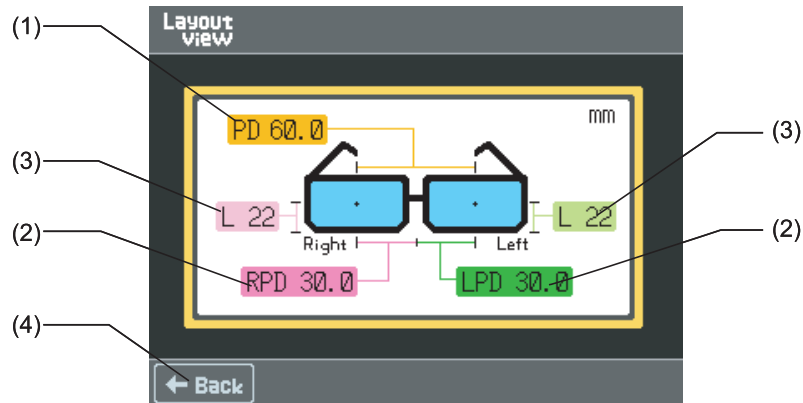 Layout
view
(1)
PD 60.0
mm
(3)
(3)
L 22
L 22
(2)
Right
Left
(2)
RPD 30.0
LPD 30.0
(4)
← Back